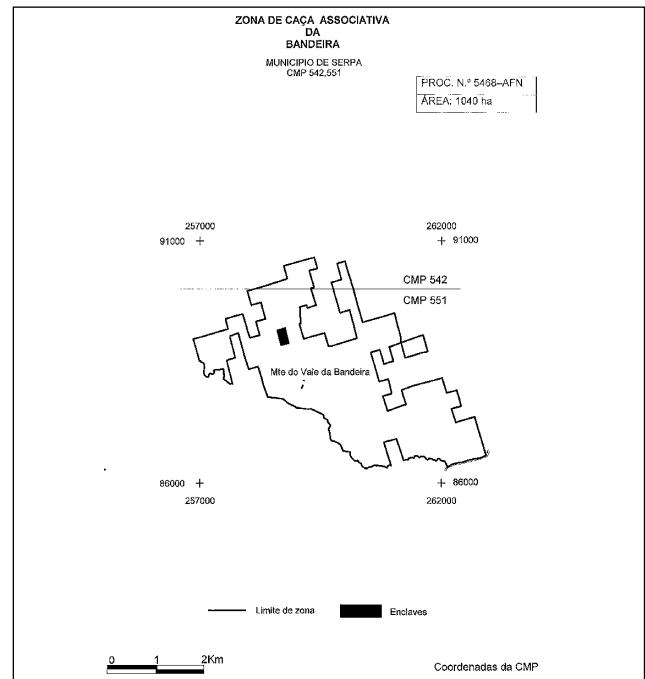 ZONA DE CAÇA ASSOCIATIVA
DA
BANDEIRA
MUNICIPIO DE SERPA
CMP 542,551
PROC. N.º 5468–AFN
ÁREA: 1040 ha
257000
262000
91000
91000
CMP 542
CMP 551
Mte do Vale da Bandeira
86000
86000
257000
262000
Limite de zona
Enclaves
0 1 2Km
Coordenadas da CMP